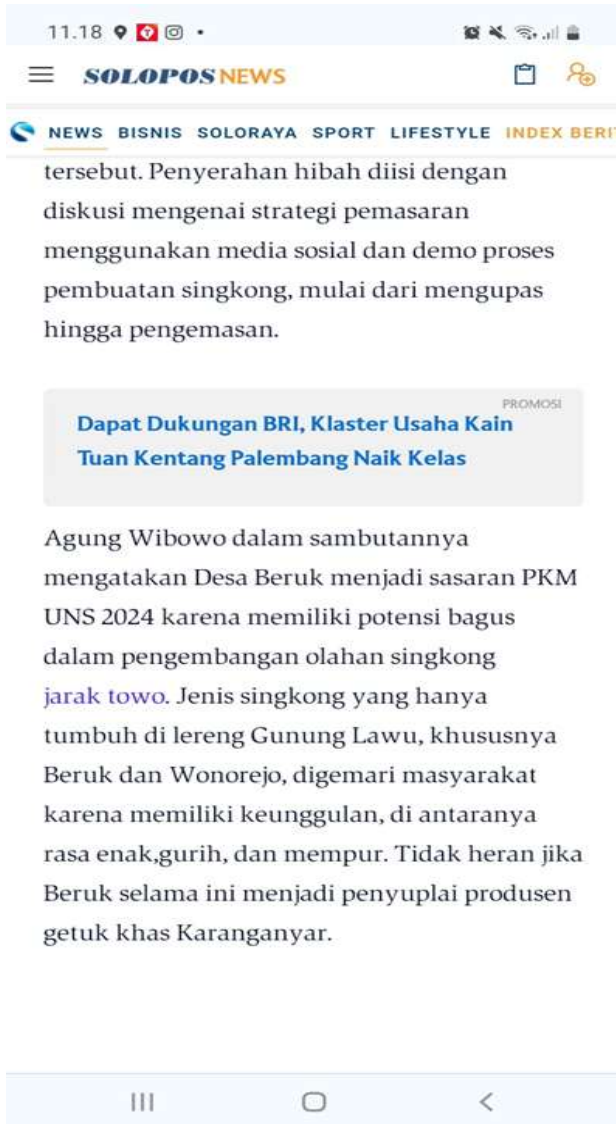 11.18
SOLOPOS NEWS
NEWS BISNIS SOLORAYA SPORT LIFESTYLE INDEX BERI
tersebut. Penyerahan hibah diisi dengan
diskusi mengenai strategi pemasaran
menggunakan media sosial dan demo proses
pembuatan singkong, mulai dari mengupas
hingga pengemasan.
PROMOSI
Dapat Dukungan BRI, Klaster Usaha Kain
Tuan Kentang Palembang Naik Kelas
Agung Wibowo dalam sambutannya
mengatakan Desa Beruk menjadi sasaran PKM
UNS 2024 karena memiliki potensi bagus
dalam pengembangan olahan singkong
jarak towo. Jenis singkong yang hanya
tumbuh di lereng Gunung Lawu, khususnya
Beruk dan Wonorejo, digemari masyarakat
karena memiliki keunggulan, di antaranya
rasa enak,gurih, dan mempur. Tidak heran jika
Beruk selama ini menjadi penyuplai produsen
getuk khas Karanganyar.